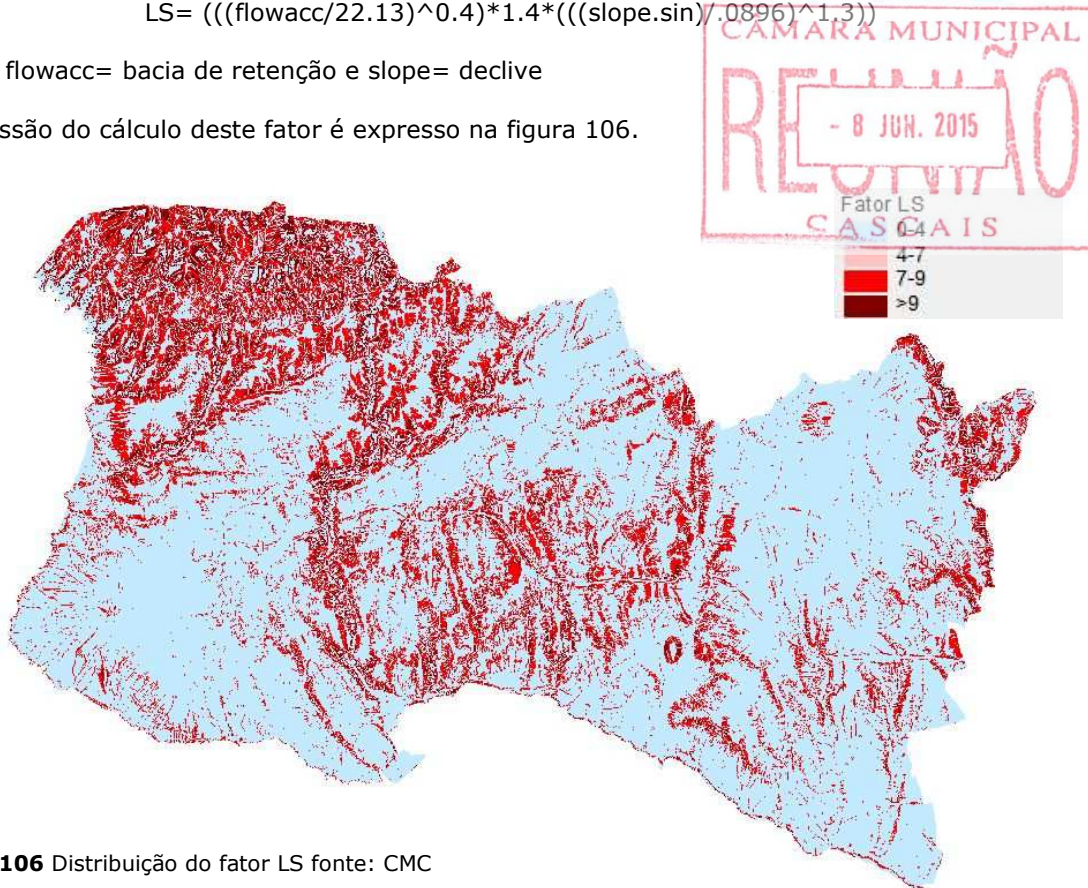 LS= (((flowacc/22.13)^0.4)*1.4*(((slope.sin)/.0896)^1.3))
flowacc= bacia de retenção e slope= declive
ssão do cálculo deste fator é expresso na figura 106.
CÂMARA MUNICIPAL
REUNIÃO
- 8 JUN. 2015
CASCAIS
Fator LS
0-4
4-7
7-9
>9
106 Distribuição do fator LS fonte: CMC